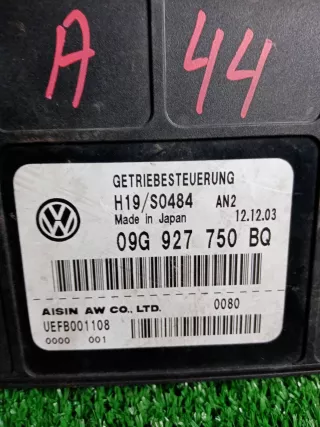 A 44
GETRIEBESTEUERUNG
H19/S0484 AN2
Made in Japan 12.12.03
09G 927 750 BQ
AISIN AW CO., LTD. 0080
UEFB001108
0000 001